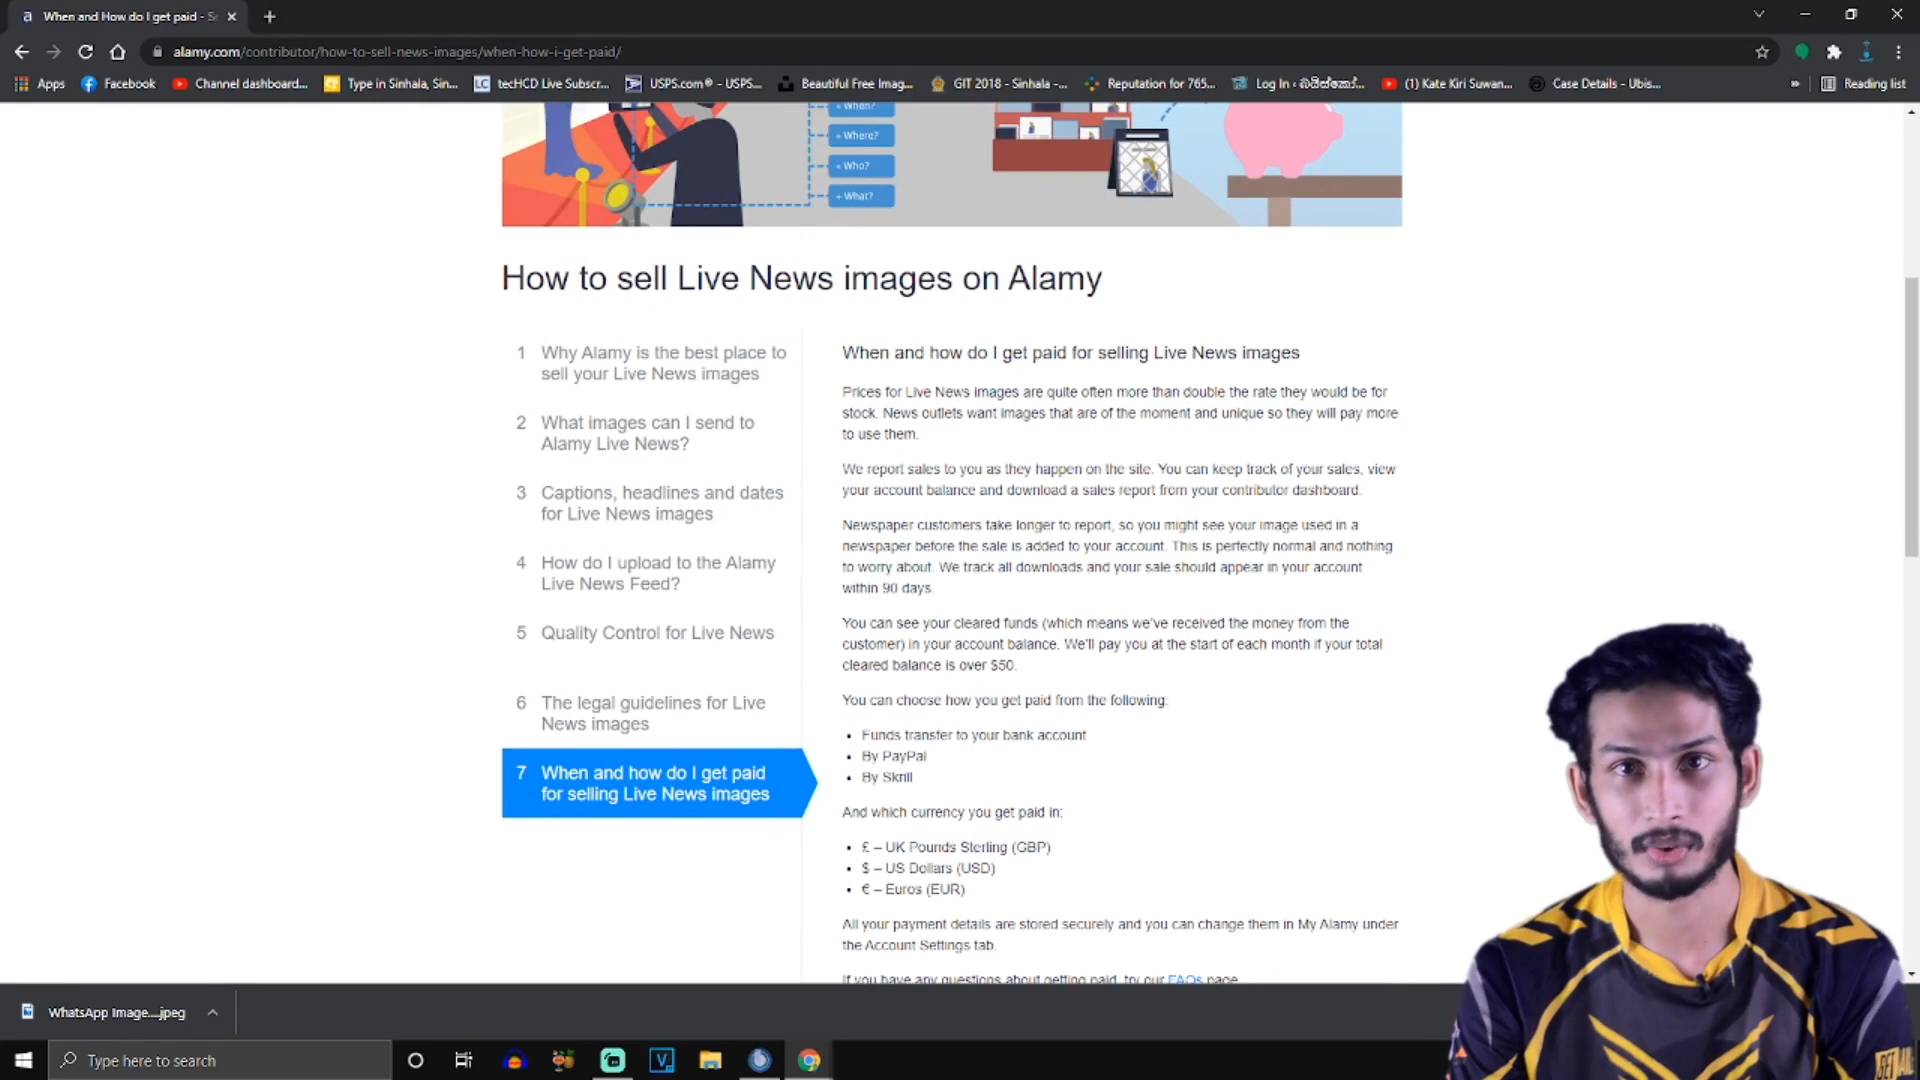 When and How do I get paid - S
alamy.com/contributor/how-to-sell-news-images/when-how-i-get-paid/
Apps Facebook Channel dashboard... Type in Sinhala, Sin... tecHCD Live Subscr... USPS.com® - USPS... Beautiful Free Imag... GIT 2018 - Sinhala -... Reputation for 765... Log In ‹ Kate (1) Kate Kiri Suwan... Case Details - Ubis... » Reading list
+ When?
+ Where?
+ Who?
+ What?
How to sell Live News images on Alamy
1 Why Alamy is the best place to
sell your Live News images
2 What images can I send to
Alamy Live News?
3 Captions, headlines and dates
for Live News images
4 How do I upload to the Alamy
Live News Feed?
5 Quality Control for Live News
6 The legal guidelines for Live
News images
7 When and how do I get paid
for selling Live News images
When and how do I get paid for selling Live News images
Prices for Live News images are quite often more than double the rate they would be for
stock. News outlets want images that are of the moment and unique so they will pay more
to use them.
We report sales to you as they happen on the site. You can keep track of your sales, view
your account balance and download a sales report from your contributor dashboard.
Newspaper customers take longer to report, so you might see your image used in a
newspaper before the sale is added to your account. This is perfectly normal and nothing
to worry about. We track all downloads and your sale should appear in your account
within 90 days.
You can see your cleared funds (which means we've received the money from the
customer) in your account balance. We'll pay you at the start of each month if your total
cleared balance is over $50.
You can choose how you get paid from the following:
• Funds transfer to your bank account
• By PayPal
• By Skrill
And which currency you get paid in:
• £ – UK Pounds Sterling (GBP)
• $ – US Dollars (USD)
• € – Euros (EUR)
All your payment details are stored securely and you can change them in My Alamy under
the Account Settings tab.
If you have any questions about getting paid, try our FAQs page
WhatsApp Image....jpeg
Type here to search